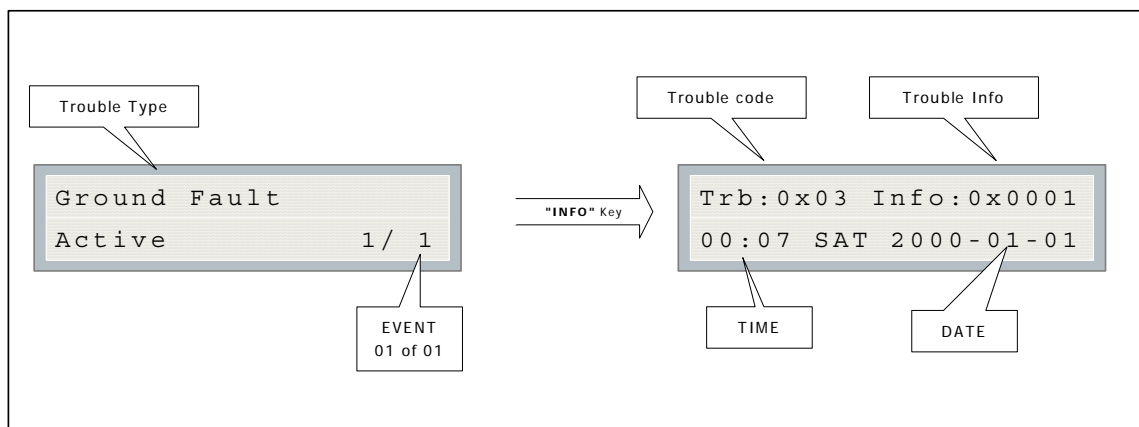 Trouble Type
Ground Fault
Active 1/ 1
EVENT
01 of 01
"INFO" Key
Trouble code
Trouble Info
Trb:0x03 Info:0x0001
00:07 SAT 2000-01-01
TIME
DATE